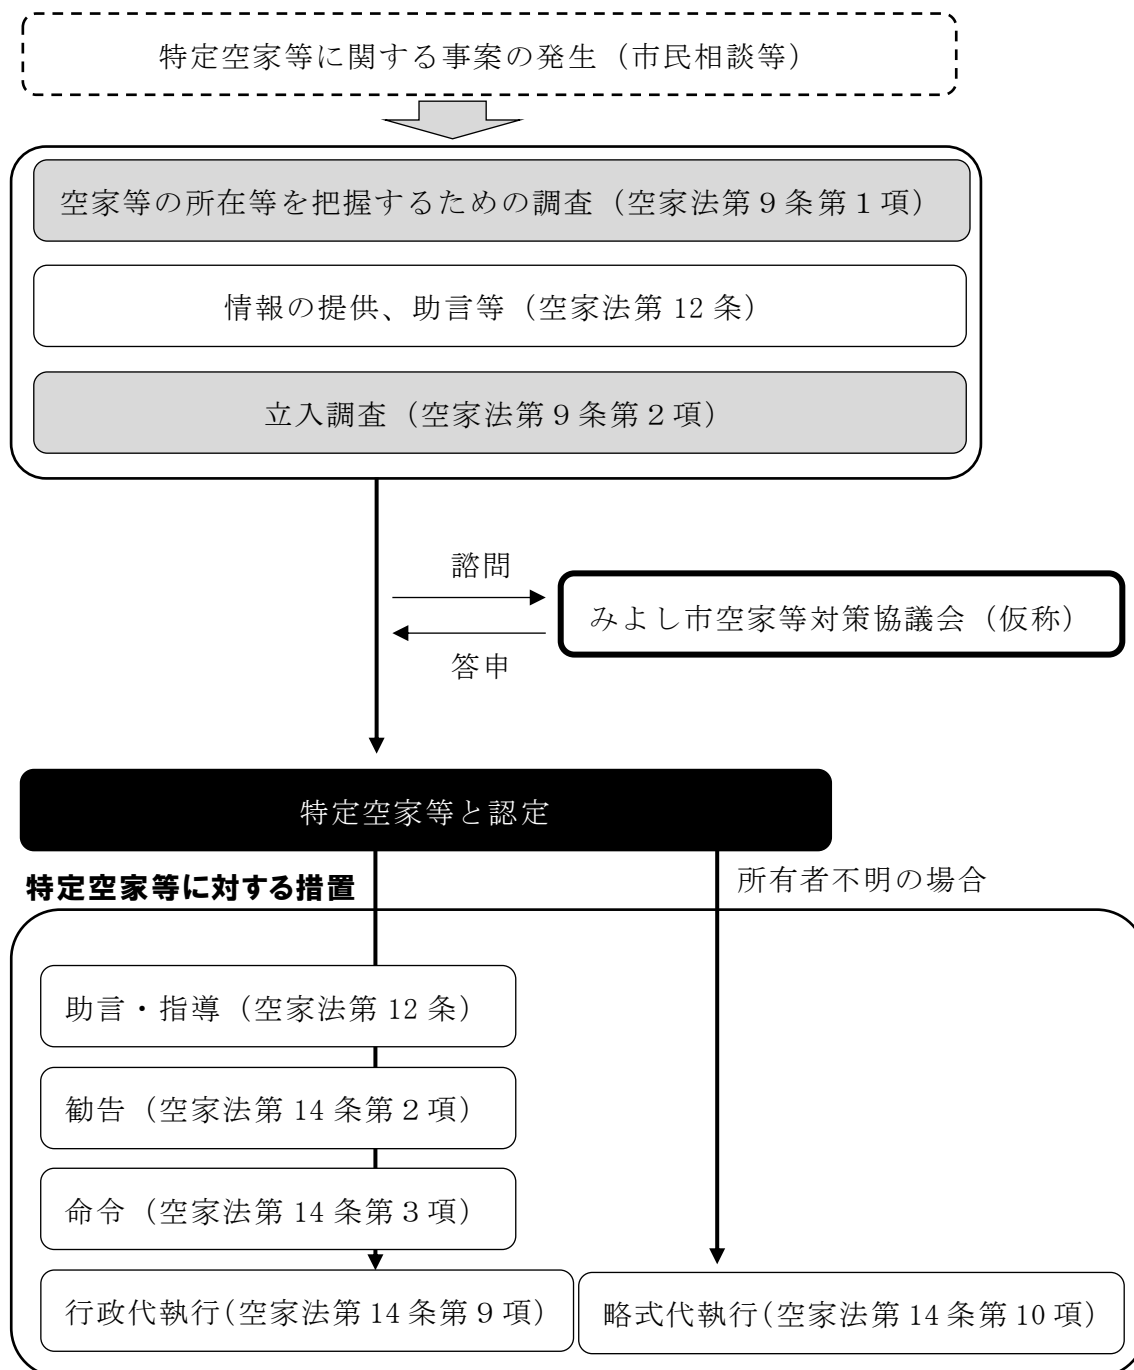 特定空家等に関する事案の発生（市民相談等）
空家等の所在等を把握するための調査（空家法第９条第１項）
情報の提供、助言等（空家法第 12 条）
立入調査（空家法第９条第２項）
諮問
みよし市空家等対策協議会（仮称）
答申
特定空家等と認定
所有者不明の場合
特定空家等に対する措置
助言・指導（空家法第 12 条）
勧告（空家法第 14 条第２項）
命令（空家法第 14 条第３項）
行政代執行(空家法第 14 条第９項）
略式代執行(空家法第 14 条第 10 項）